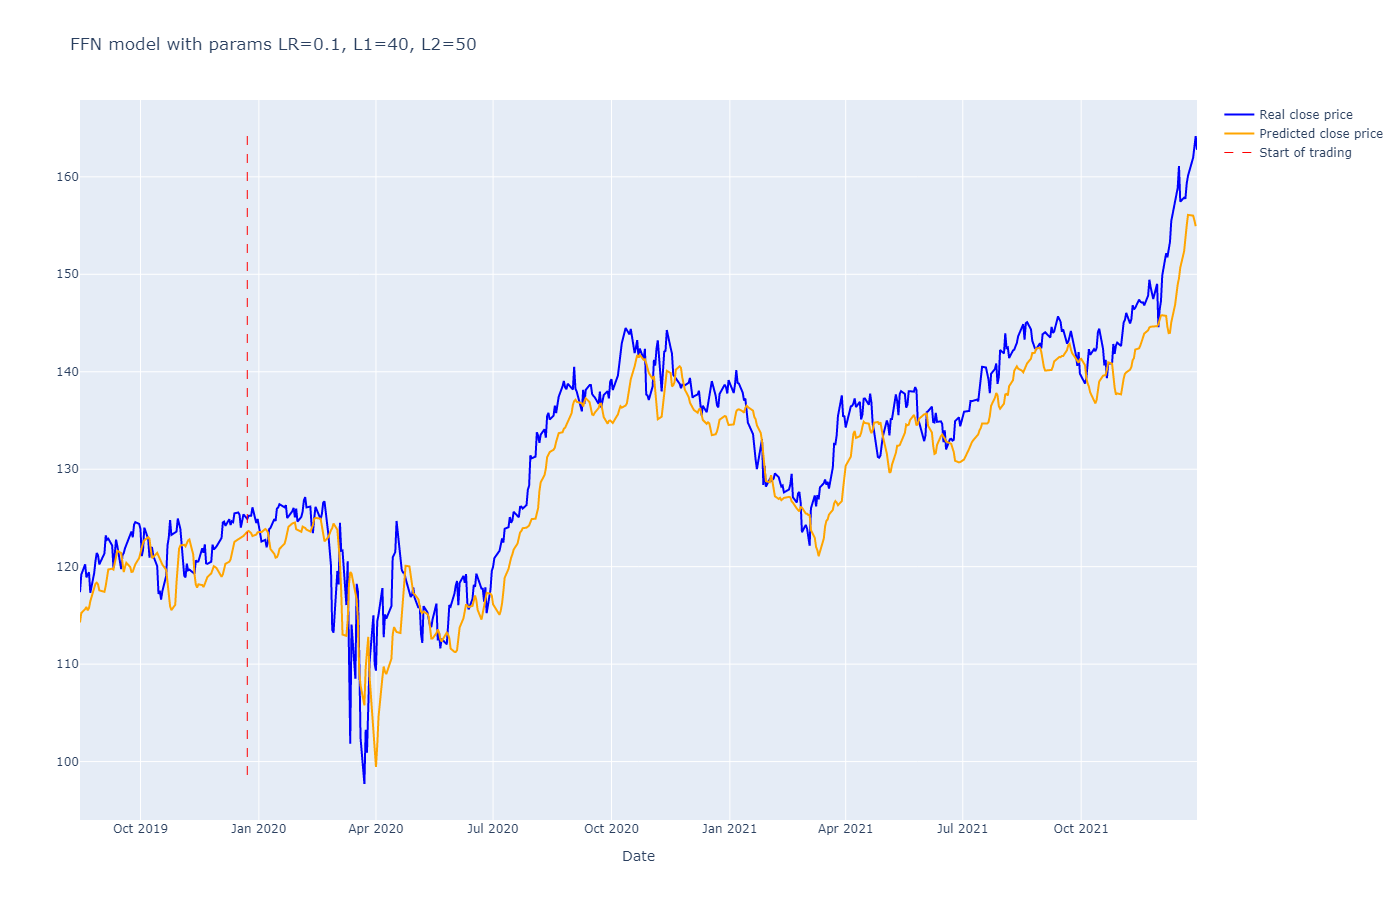 FFN model with params LR=0.1, L1=40, L2=50
Real close price
Predicted close price
Start of trading
160
150
140
130
120
110
100
Oct 2019 Jan 2020 Apr 2020 Jul 2020 Oct 2020 Jan 2021 Apr 2021 Jul 2021 Oct 2021
Date